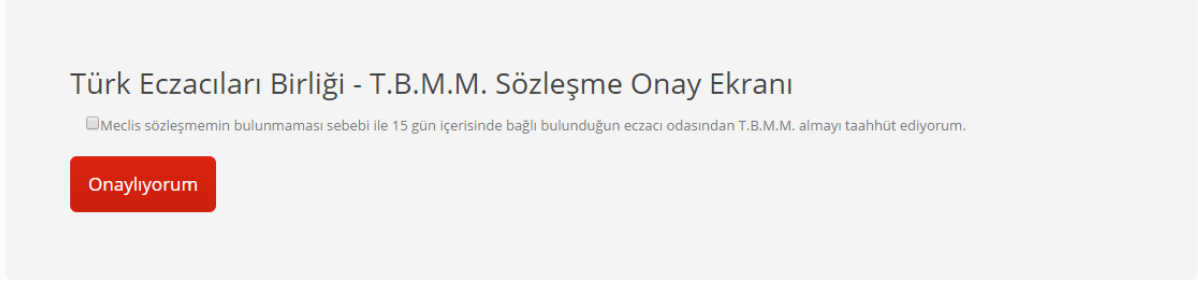 Türk Eczacıları Birliği - T.B.M.M. Sözleşme Onay Ekranı
Meclis sözleşmemin bulunmaması sebebi ile 15 gün içerisinde bağlı bulunduğun eczacı odasından T.B.M.M. almayı taahhüt ediyorum.
Onaylıyorum